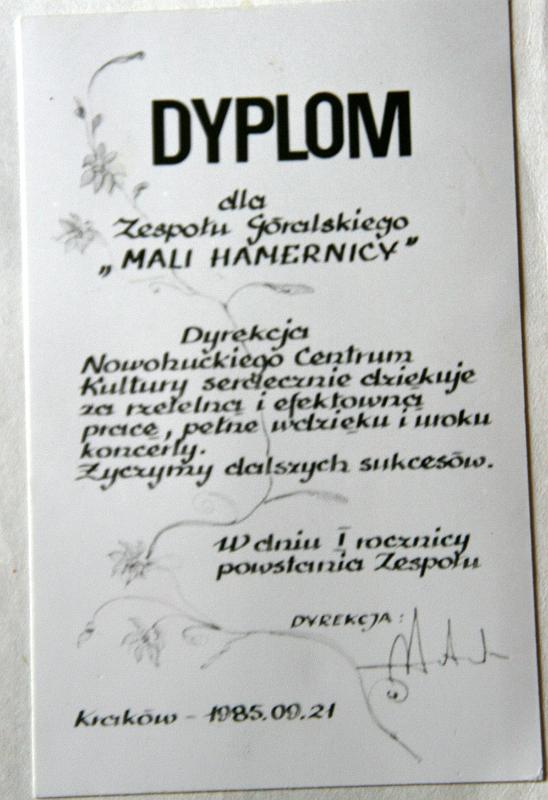 DYPLOM
dla
Zespołu Góralskiego
„MALI HAMERNICY”
Dyrekcja
Nowohuckiego Centrum
Kultury serdecznie dziękuje
za rzetelną i efektowną
pracę, pełne wdzięku i uroku
koncerty.
Życzymy dalszych sukcesów.
W dniu I rocznicy
powstania Zespołu
DYREKCJA:
Kraków - 1985.09.21